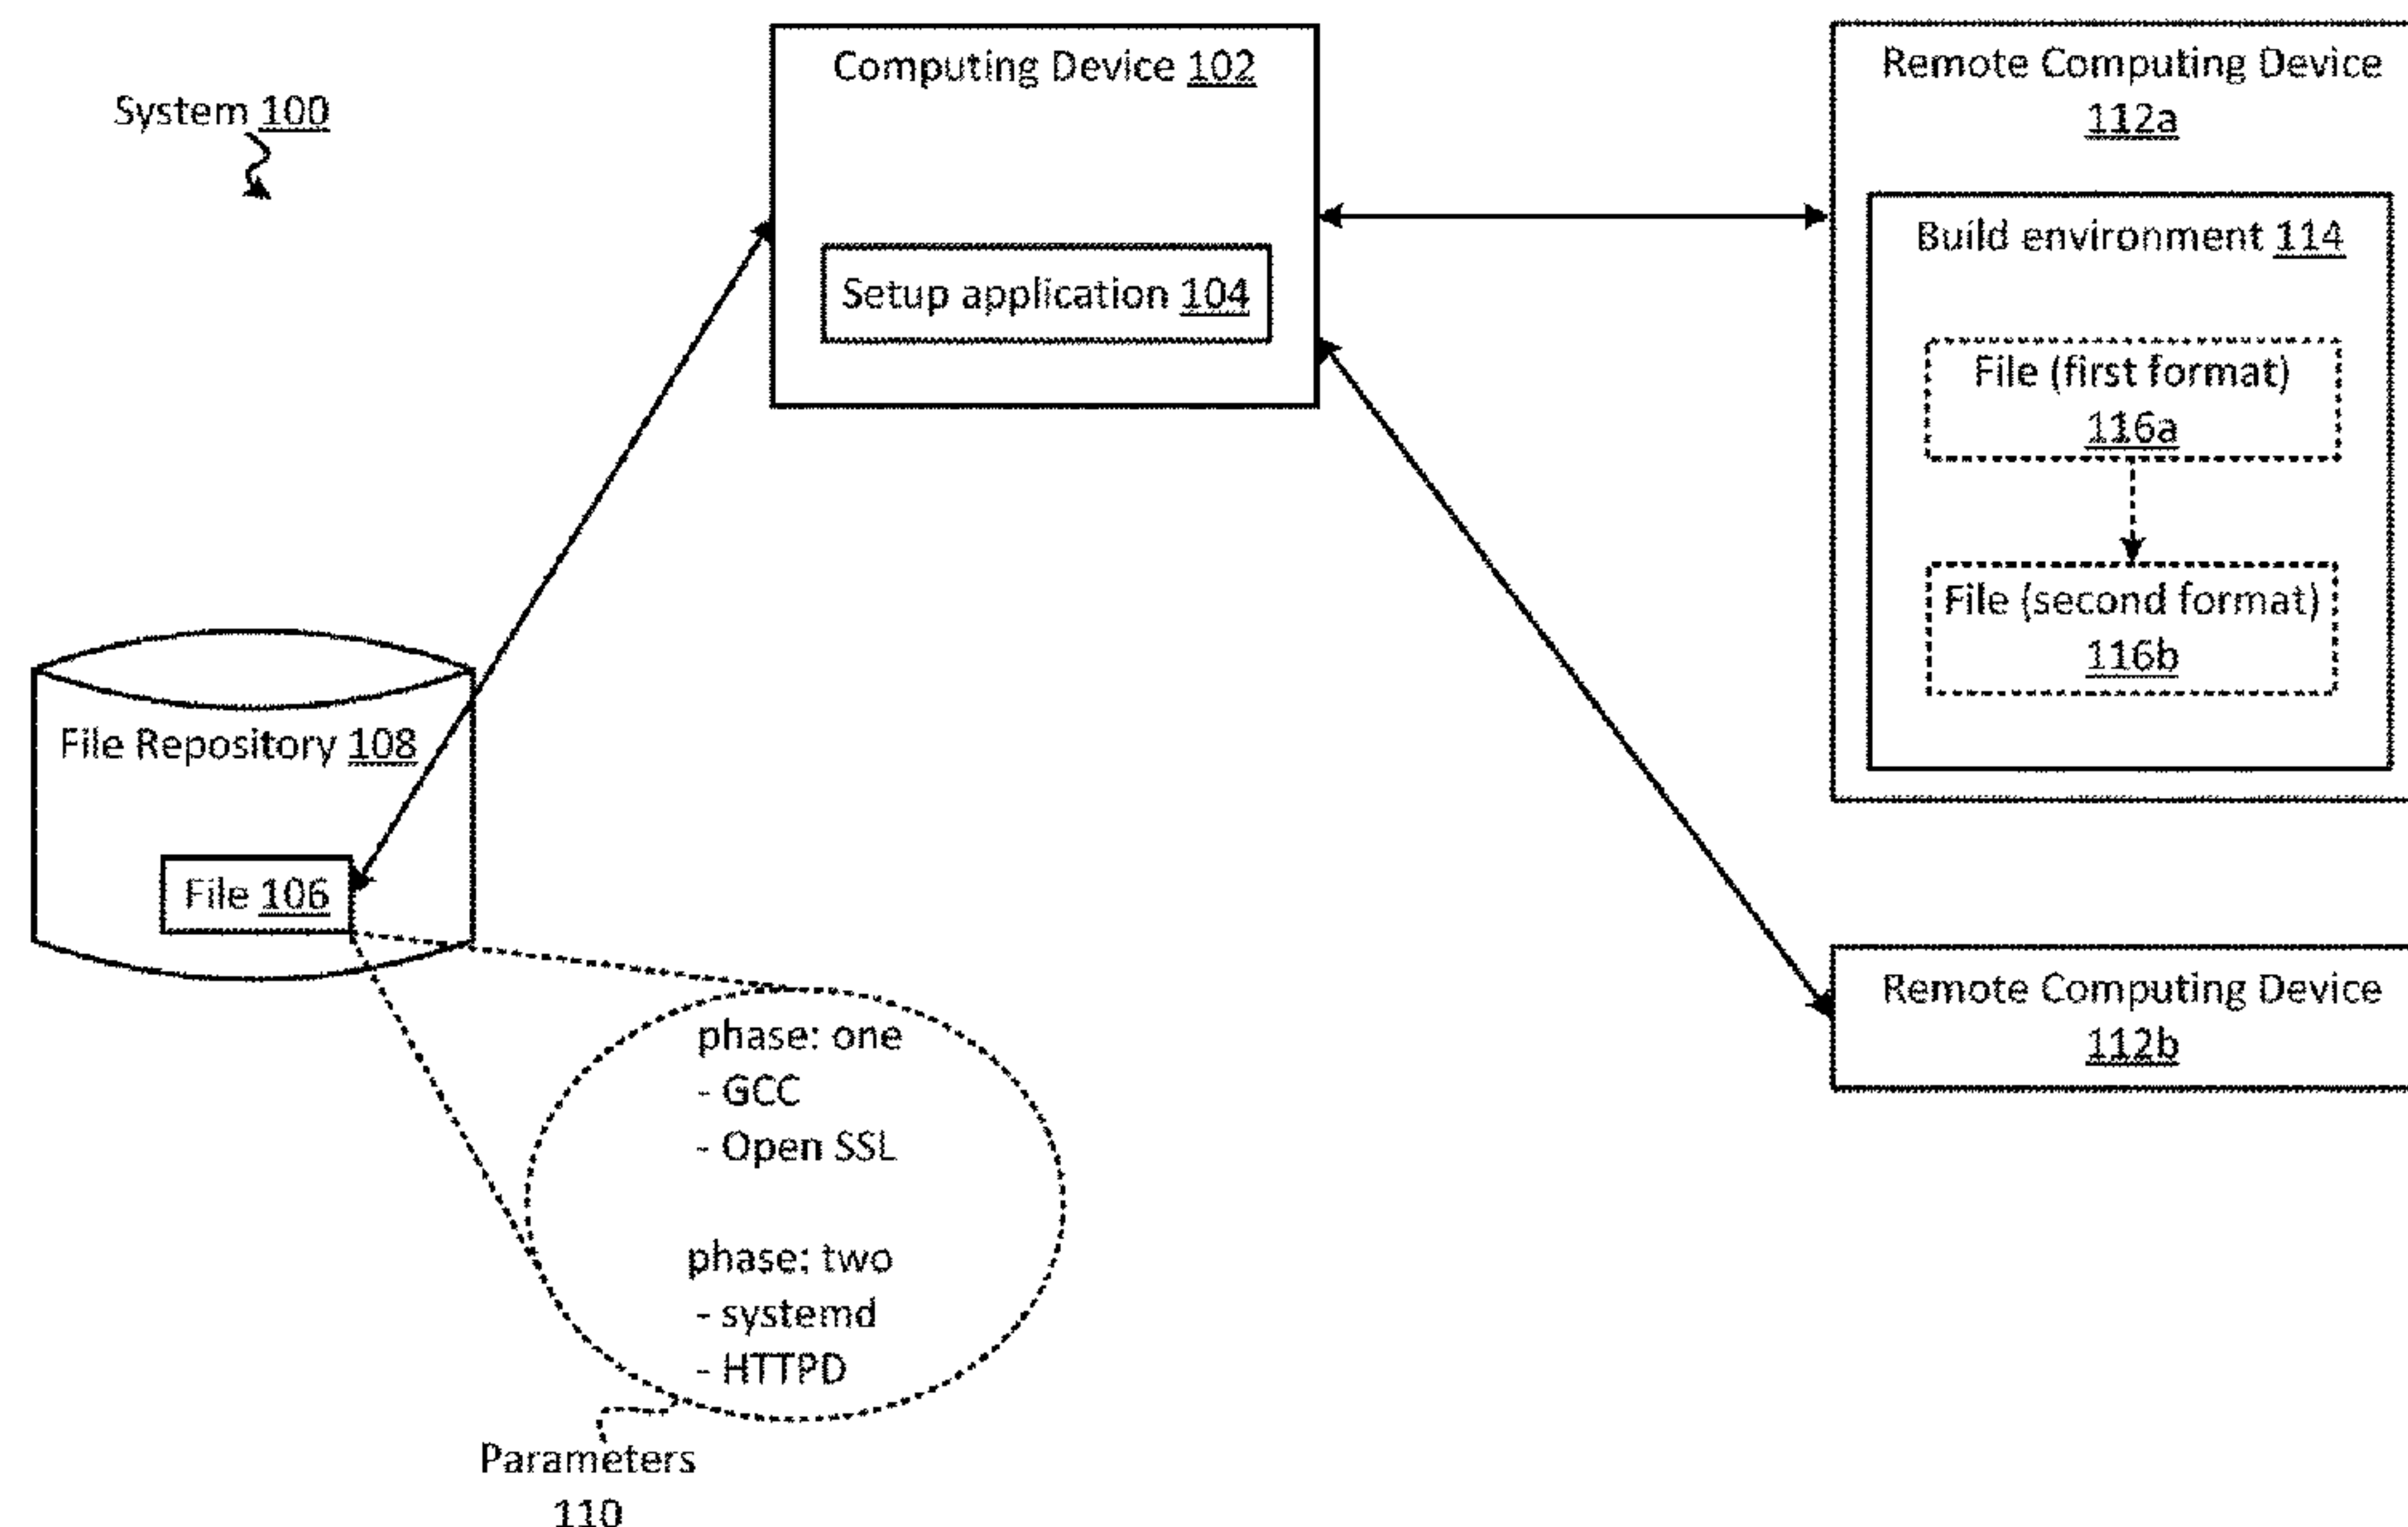 System 100
Computing Device 102
Setup application 104
Remote Computing Device
112a
Build environment 114
File (first format)
116a
File (second format)
116b
File Repository 108
File 106
Remote Computing Device
112b
phase: one
- GCC
- Open SSL
phase: two
- systemd
- HTTPD
Parameters
110